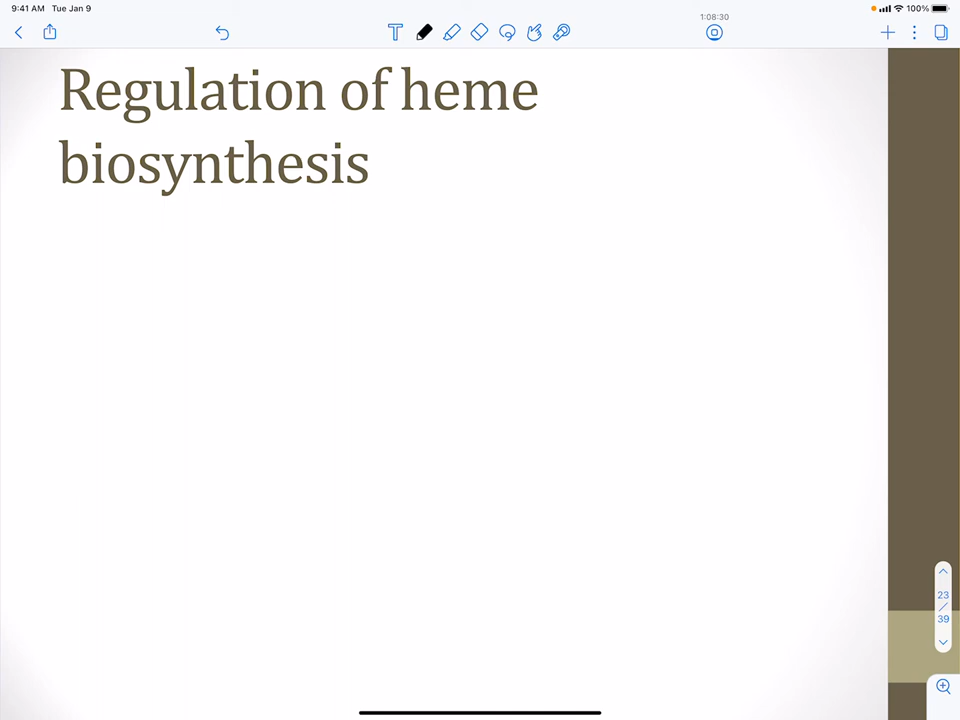 9:41 AM Tue Jan 9
100%
1:08:30
T
Regulation of heme
biosynthesis
23
/
39